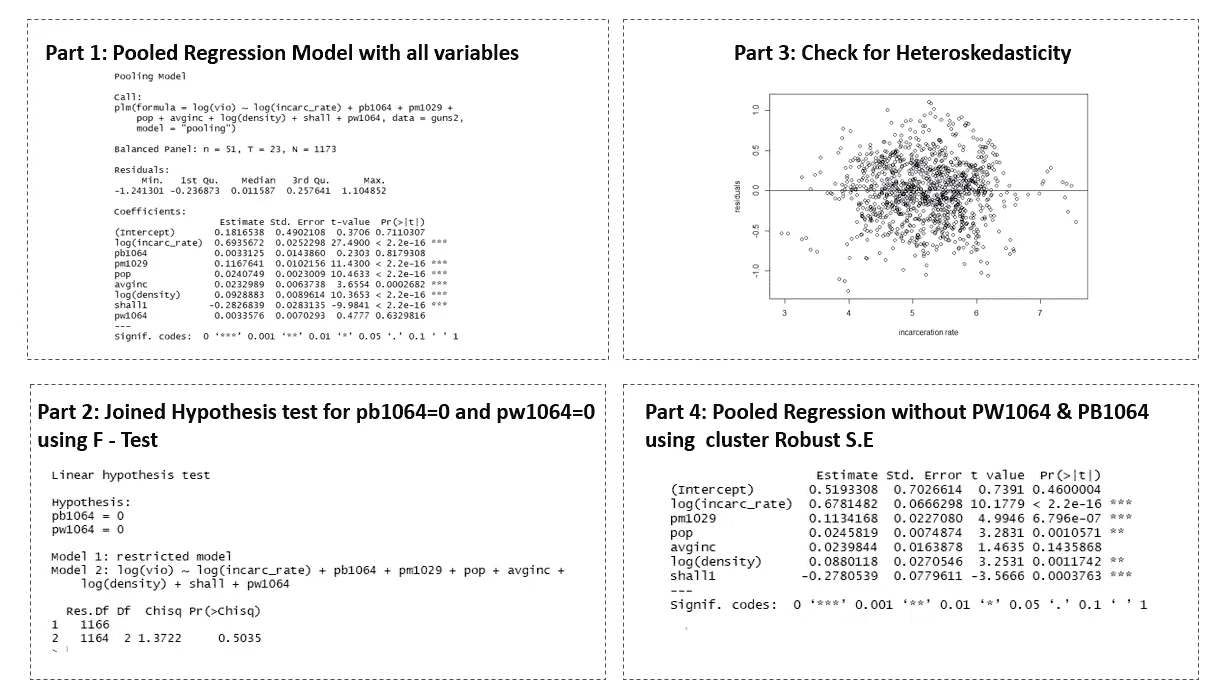 Part 1: Pooled Regression Model with all variables
Pooling Model
Call:
plm(formula = log(vio) ~ log(incarc_rate) + pb1064 + pm1029 +
pop + avginc + log(density) + shall + pw1064, data = guns2,
model = "pooling")
Balanced Panel: n = 51, T = 23, N = 1173
Residuals:
Min. 1st Qu. Median 3rd Qu. Max.
-1.241301 -0.236873 0.011587 0.257641 1.104852
Coefficients:
Estimate Std. Error t-value Pr(>|t|)
(Intercept) 0.1816538 0.4902108 0.3706 0.7110307
log(incarc_rate) 0.6935672 0.0252298 27.4900 < 2.2e-16 ***
pb1064 0.0033125 0.0143860 0.2303 0.8179308
pm1029 0.1167641 0.0102156 11.4300 < 2.2e-16 ***
pop 0.0240749 0.0023009 10.4633 < 2.2e-16 ***
avginc 0.0232989 0.0063738 3.6554 0.0002682 ***
log(density) 0.0928883 0.0089614 10.3653 < 2.2e-16 ***
shall1 -0.2826839 0.0283135 -9.9841 < 2.2e-16 ***
pw1064 0.0033576 0.0070293 0.4777 0.6329816
---
Signif. codes: 0 ‘***’ 0.001 ‘**’ 0.01 ‘*’ 0.05 ‘.’ 0.1 ‘ ’ 1
Part 3: Check for Heteroskedasticity
1.0
0.5
0.0
-0.5
-1.0
residuals
3 4 5 6 7
incarceration rate
Part 2: Joined Hypothesis test for pb1064=0 and pw1064=0
using F - Test
Linear hypothesis test
Hypothesis:
pb1064 = 0
pw1064 = 0
Model 1: restricted model
Model 2: log(vio) ~ log(incarc_rate) + pb1064 + pm1029 + pop + avginc +
log(density) + shall + pw1064
Res.Df Df Chisq Pr(>Chisq)
1 1166
2 1164 2 1.3722 0.5035
Part 4: Pooled Regression without PW1064 & PB1064
using cluster Robust S.E
Estimate Std. Error t value Pr(>|t|)
(Intercept) 0.5193308 0.7026614 0.7391 0.4600004
log(incarc_rate) 0.6781482 0.0666298 10.1779 < 2.2e-16 ***
pm1029 0.1134168 0.0227080 4.9946 6.796e-07 ***
pop 0.0245819 0.0074874 3.2831 0.0010571 **
avginc 0.0239844 0.0163878 1.4635 0.1435868
log(density) 0.0880118 0.0270546 3.2531 0.0011742 **
shall1 -0.2780539 0.0779611 -3.5666 0.0003763 ***
---
Signif. codes: 0 ‘***’ 0.001 ‘**’ 0.01 ‘*’ 0.05 ‘.’ 0.1 ‘ ’ 1